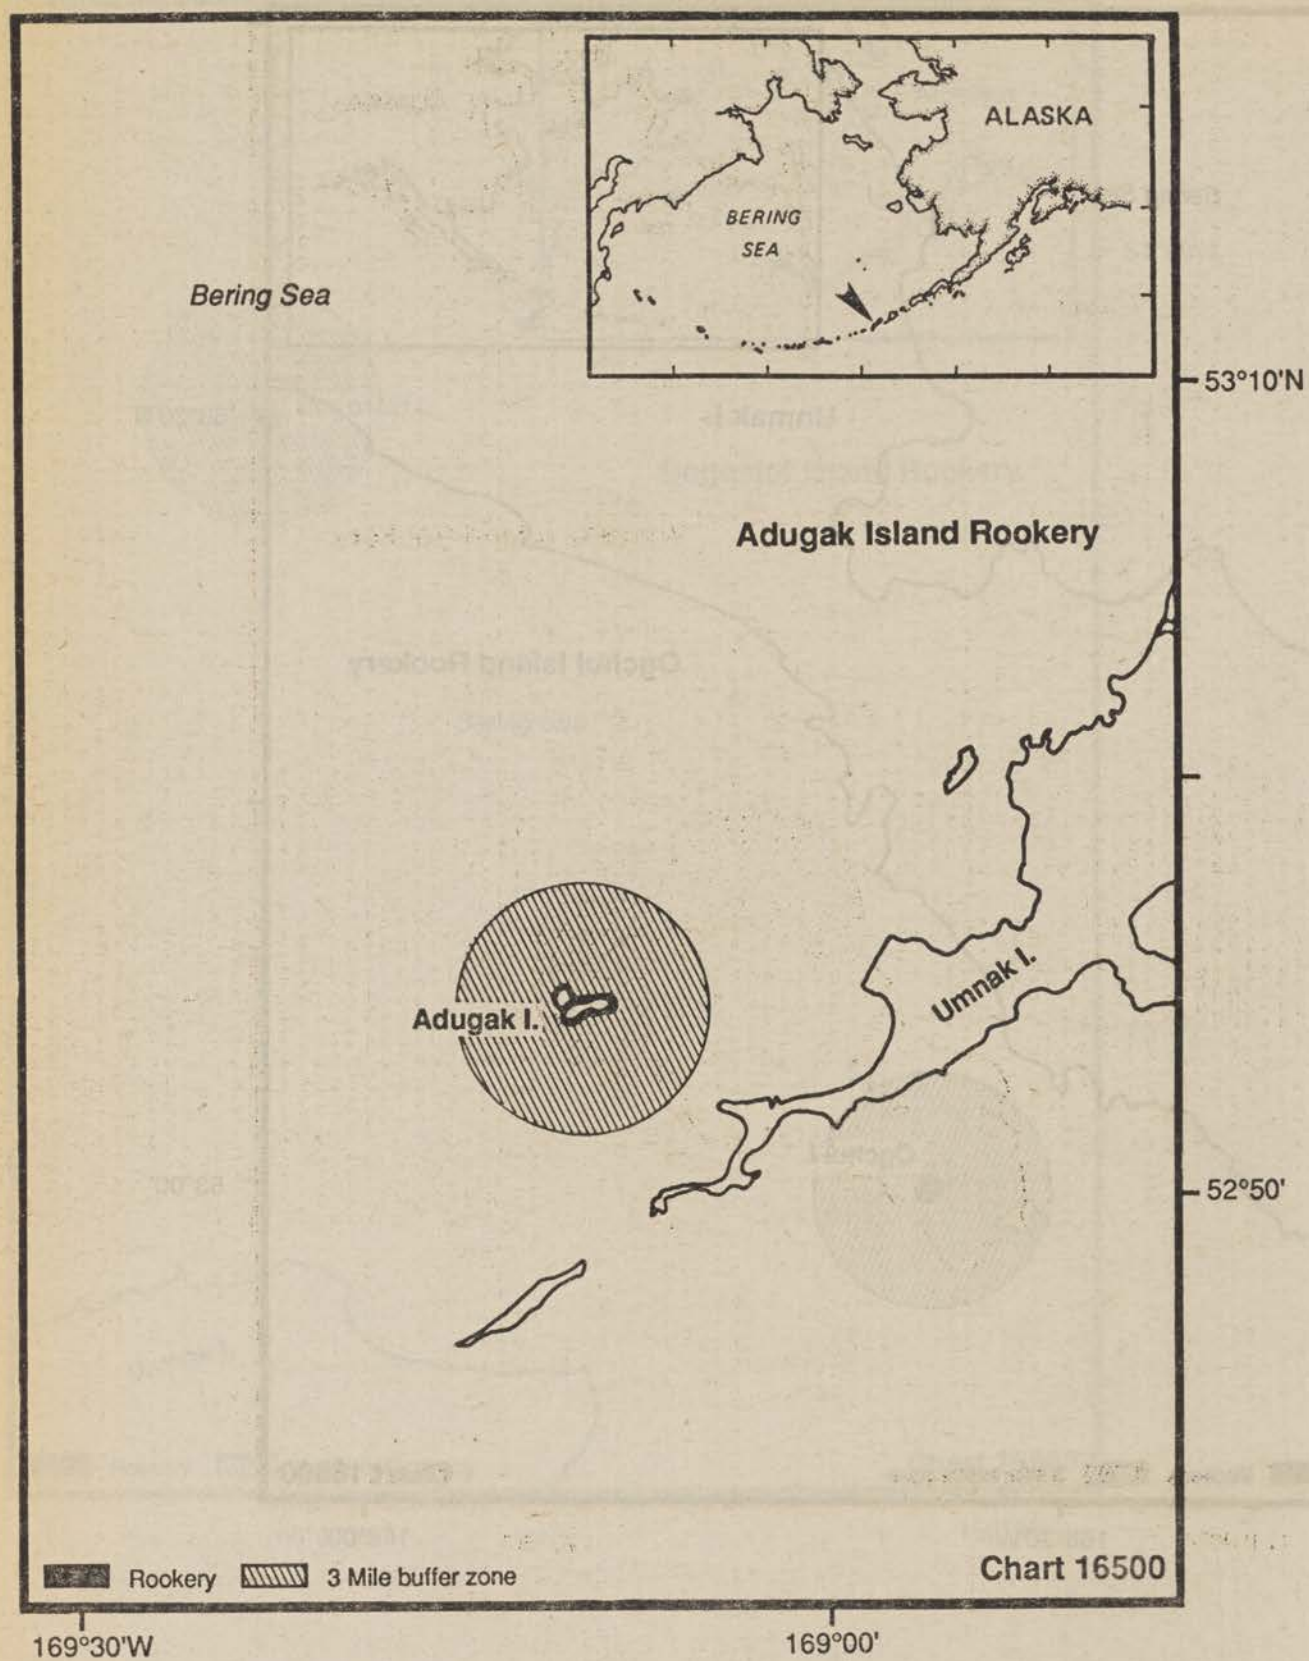 ALASKA
BERING
SEA
Bering Sea
53°10'N
Adugak Island Rookery
Adugak I.
Umnak I.
52°50'
Rookery
3 Mile buffer zone
Chart 16500
169°30'W
169°00'